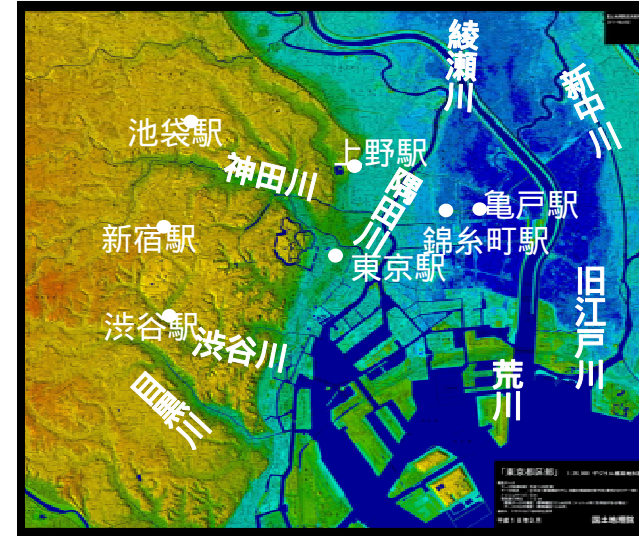 綾瀬川
新中川
池袋駅
上野駅
神田川
隅田川
亀戸駅
新宿駅
錦糸町駅
東京駅
旧江戸川
渋谷駅
渋谷川
荒川
目黒川
「東京都区部」
国土地理院